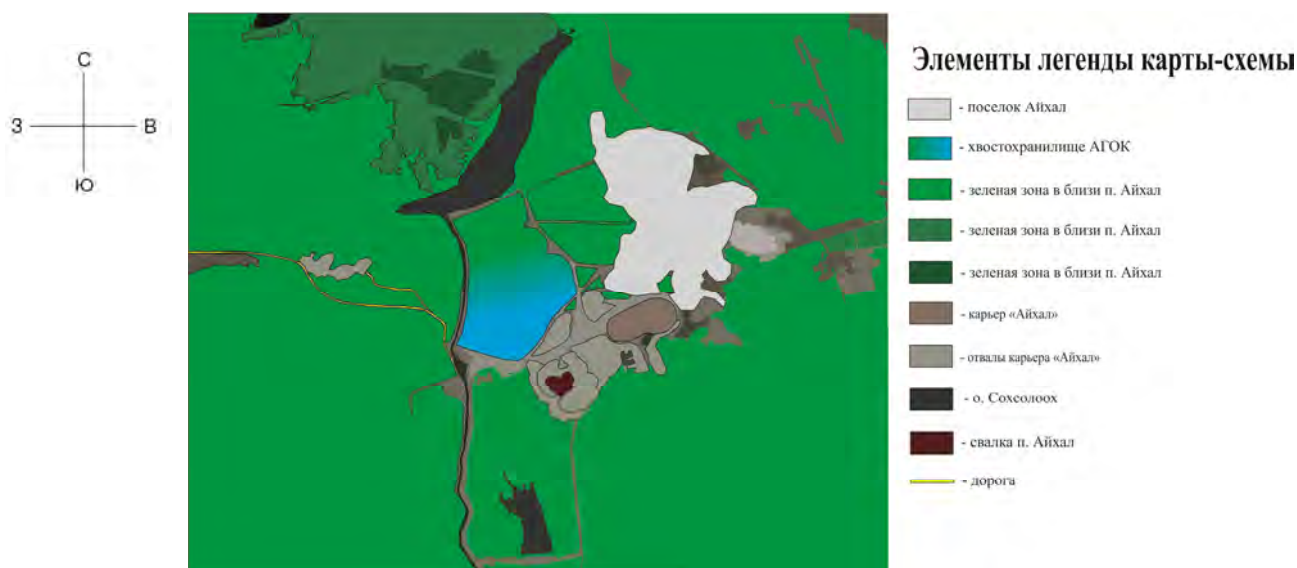 С
З
В
Ю
Элементы легенды карты-схемы
- поселок Айхал
- хвостохранилище АГОК
- зеленая зона в близи п. Айхал
- зеленая зона в близи п. Айхал
- зеленая зона в близи п. Айхал
- карьер «Айхал»
- отвалы карьера «Айхал»
- о. Сохсолоох
- свалка п. Айхал
- дорога